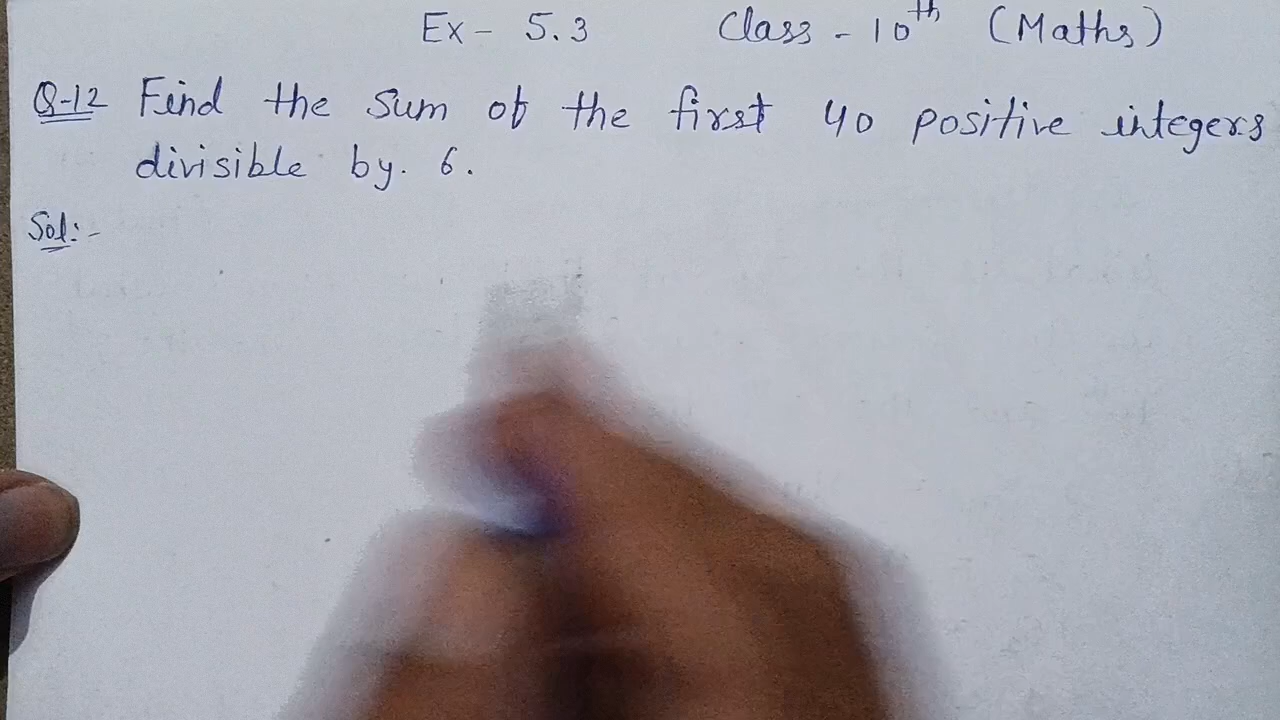 Ex - 5.3 Class - 10th (Maths)
Q-12 Find the sum of the first 40 positive integers
divisible by. 6.
Sol:-